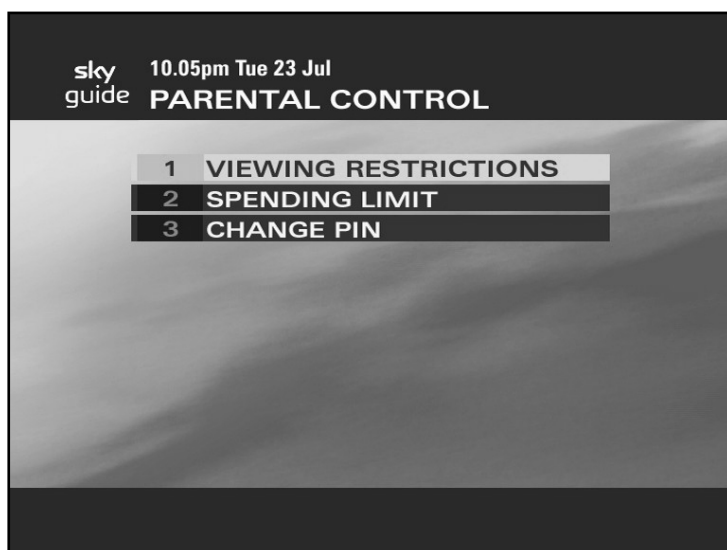 sky 10.05pm Tue 23 Jul
guide PARENTAL CONTROL
1 VIEWING RESTRICTIONS
2 SPENDING LIMIT
3 CHANGE PIN